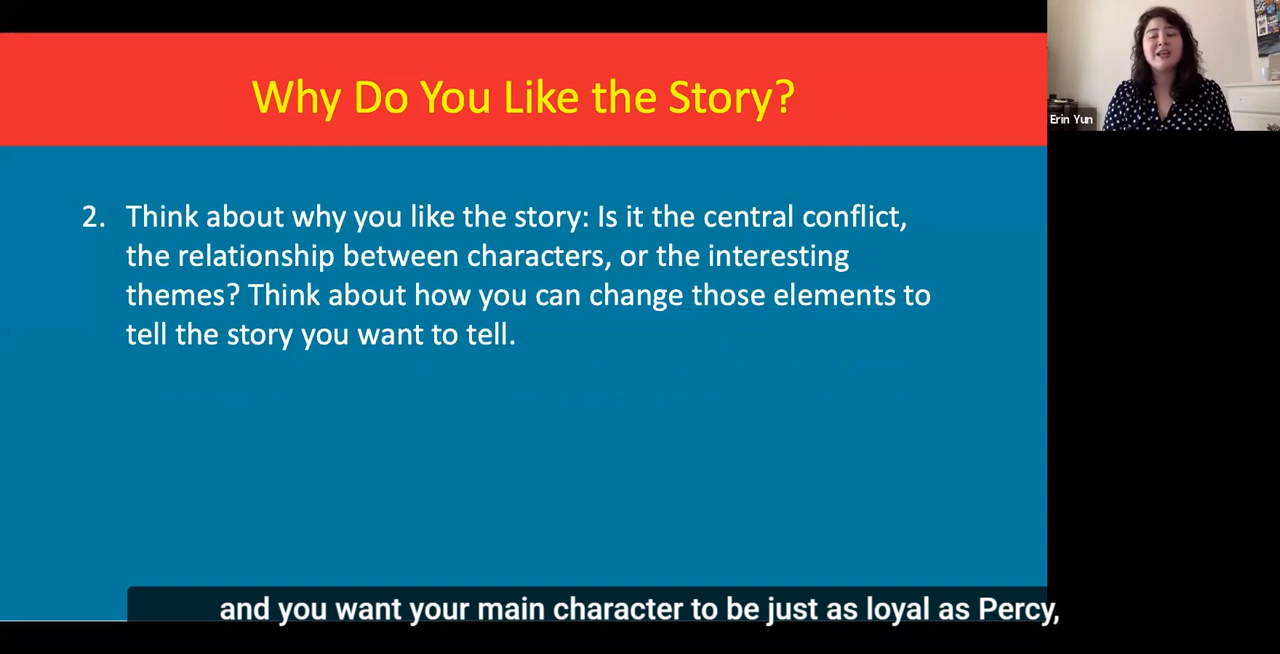 Why Do You Like the Story?
Erin Yun
2. Think about why you like the story: Is it the central conflict,
the relationship between characters, or the interesting
themes? Think about how you can change those elements to
tell the story you want to tell.
and you want your main character to be just as loyal as Percy,